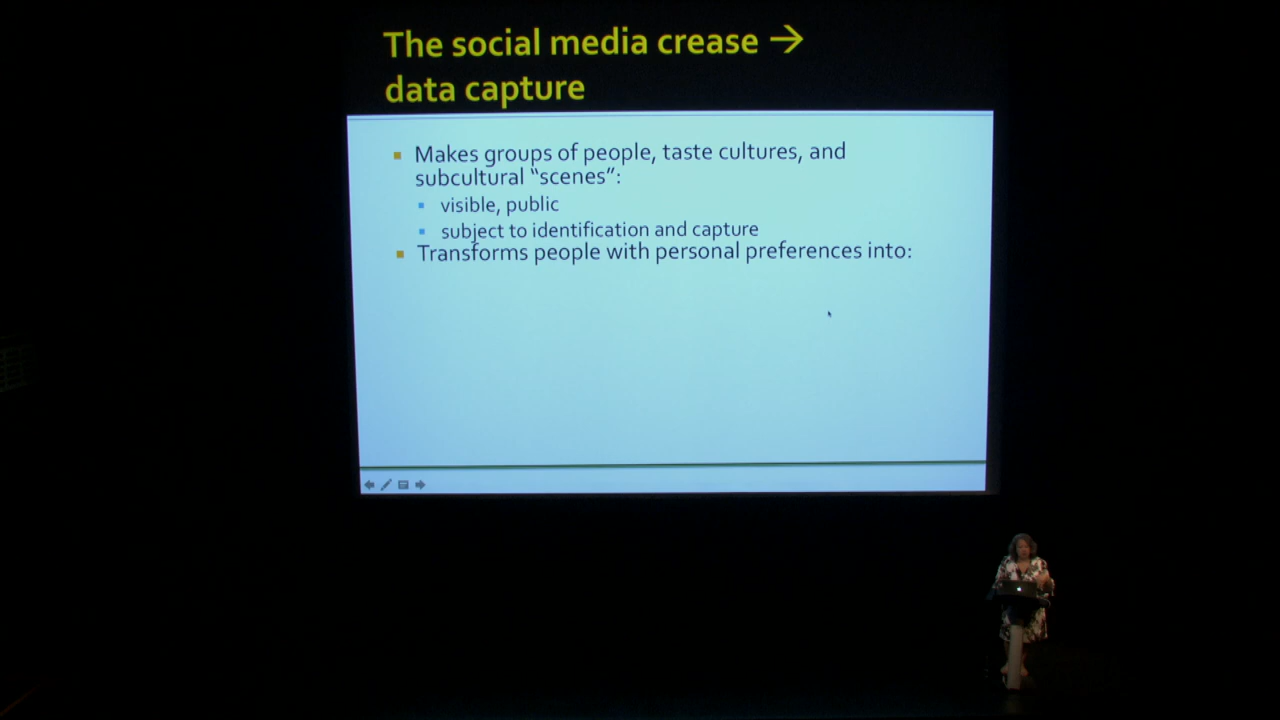 The social media crease →
data capture
Makes groups of people, taste cultures, and
subcultural “scenes”:
visible, public
subject to identification and capture
Transforms people with personal preferences into: